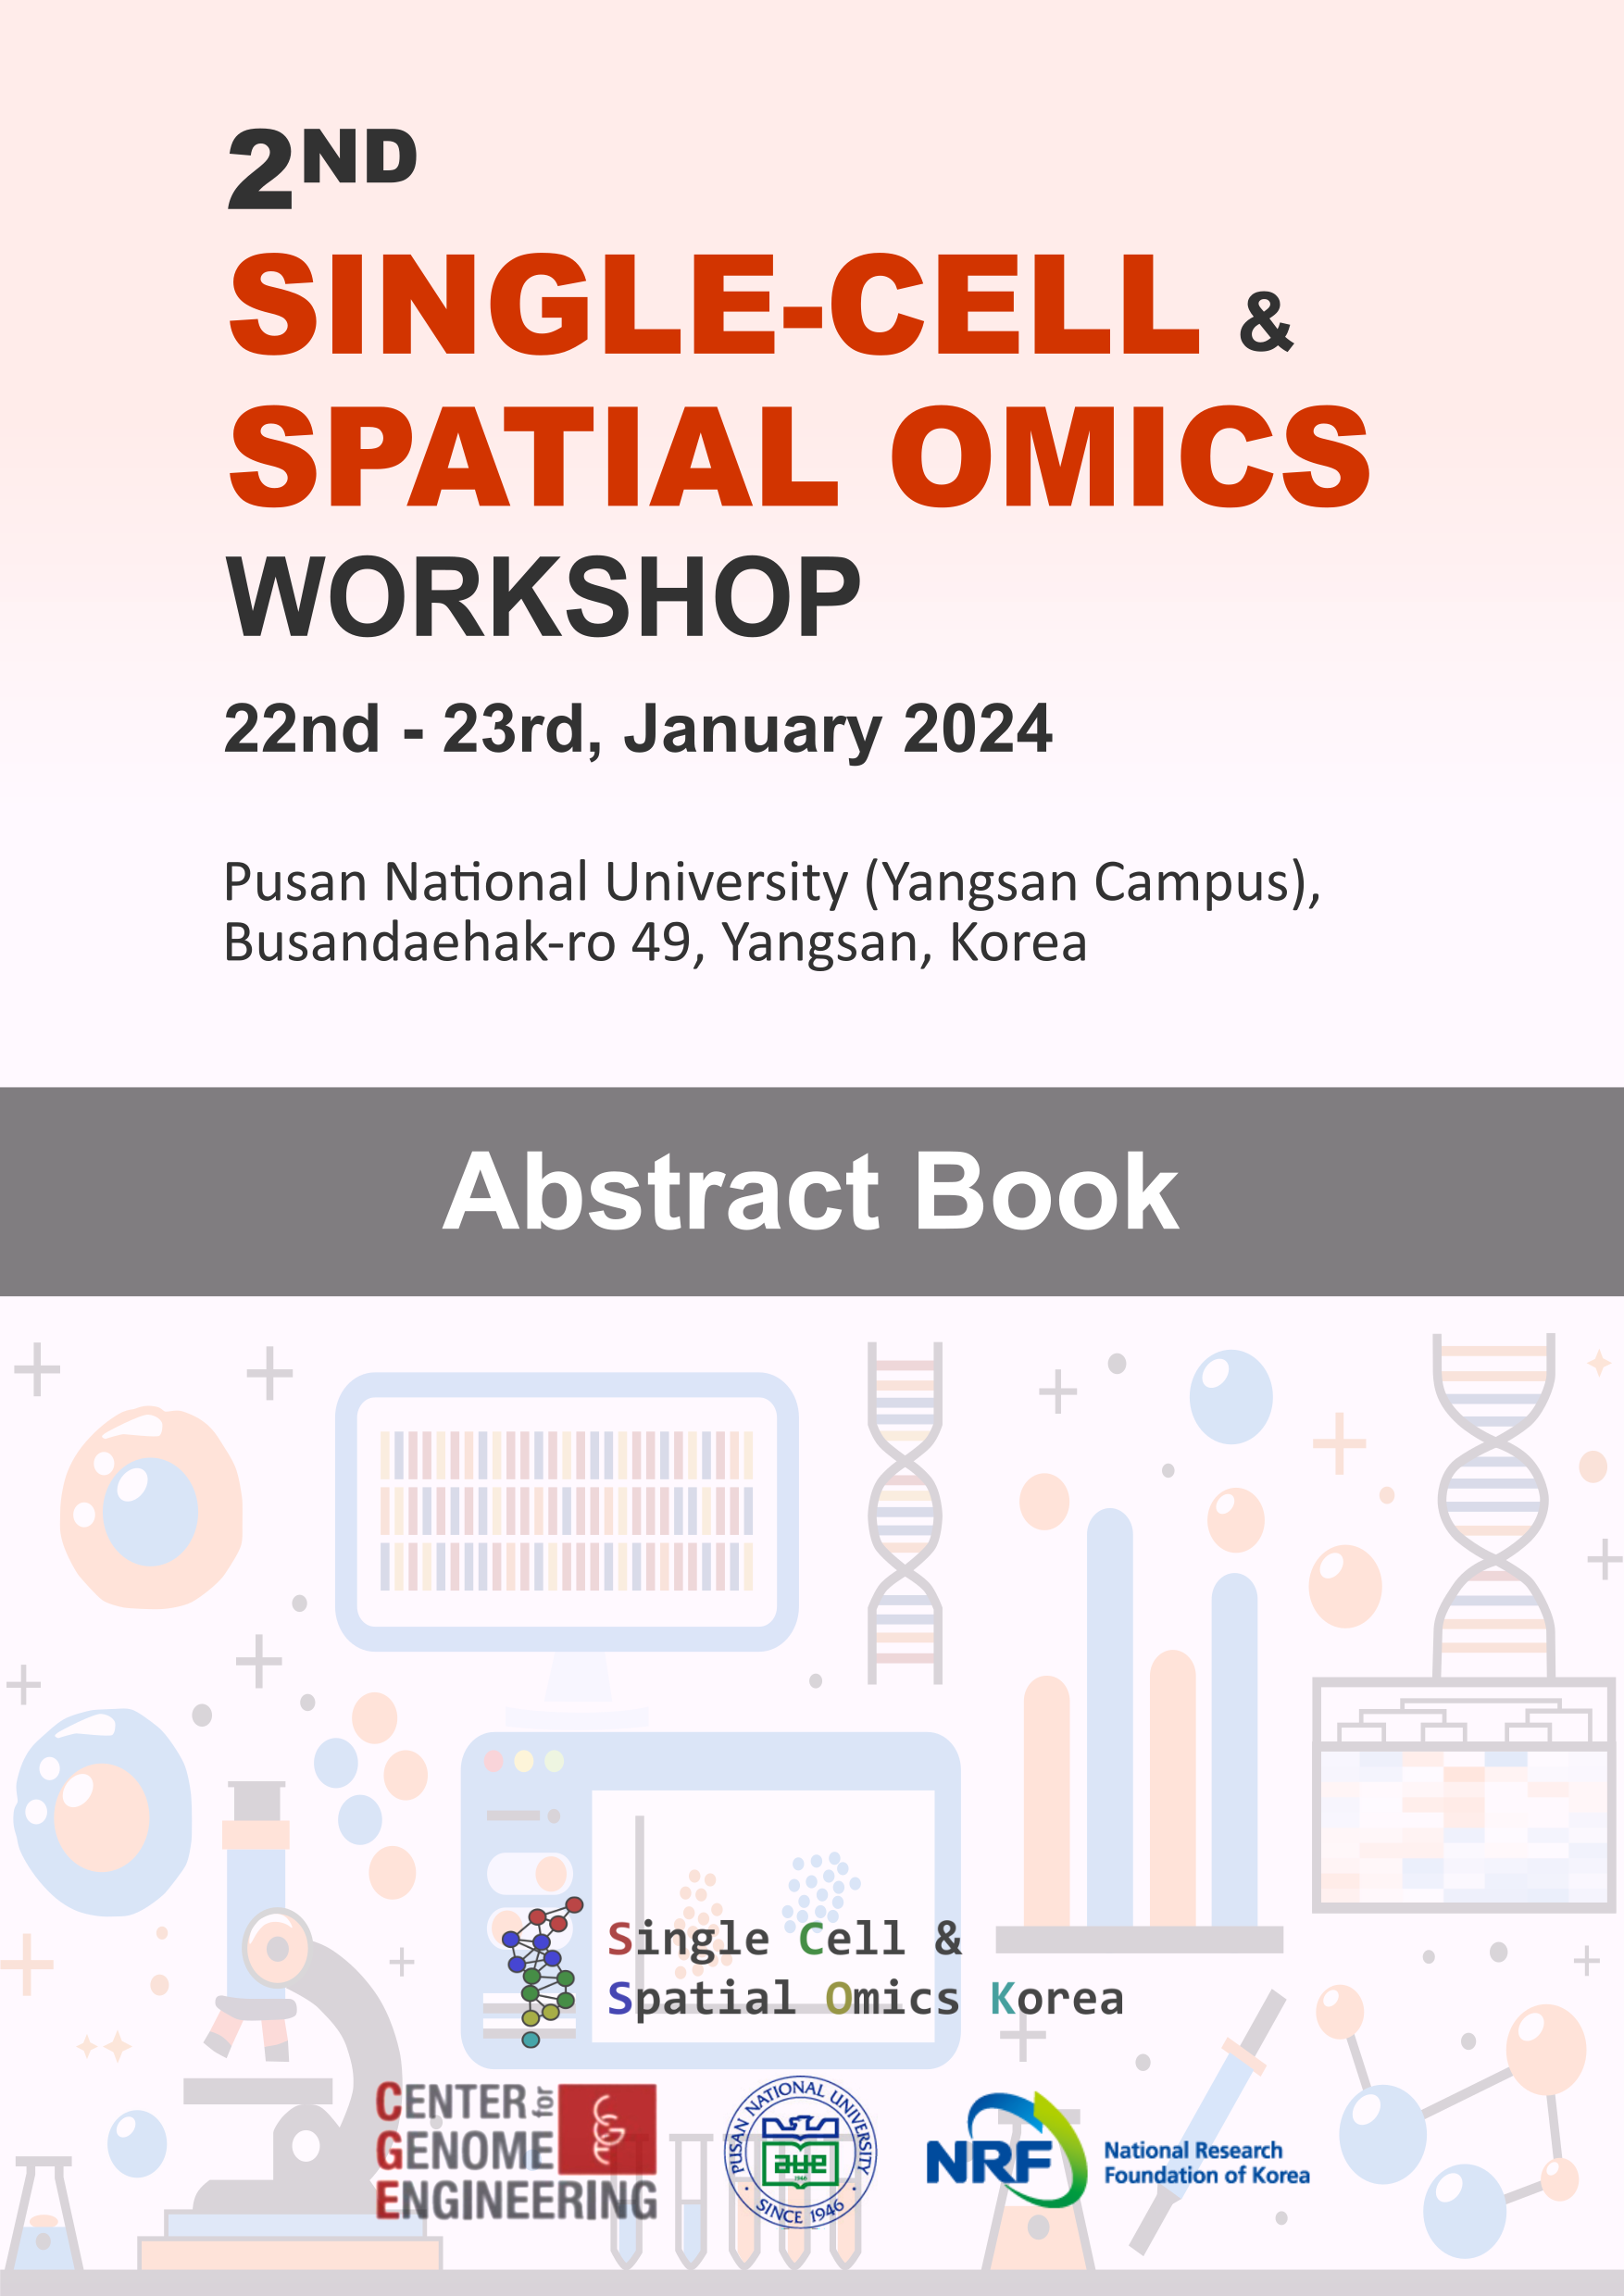 2ND
SINGLE-CELL &
SPATIAL OMICS
WORKSHOP
22nd - 23rd, January 2024
Pusan National University (Yangsan Campus),
Busandaehak-ro 49, Yangsan, Korea
Abstract Book
Single Cell &
Spatial Omics Korea
CENTER for
GENOME
ENGINEERING
PUSAN NATIONAL UNIVERSITY
1946
· SINCE 1946 ·
NRF
National Research
Foundation of Korea